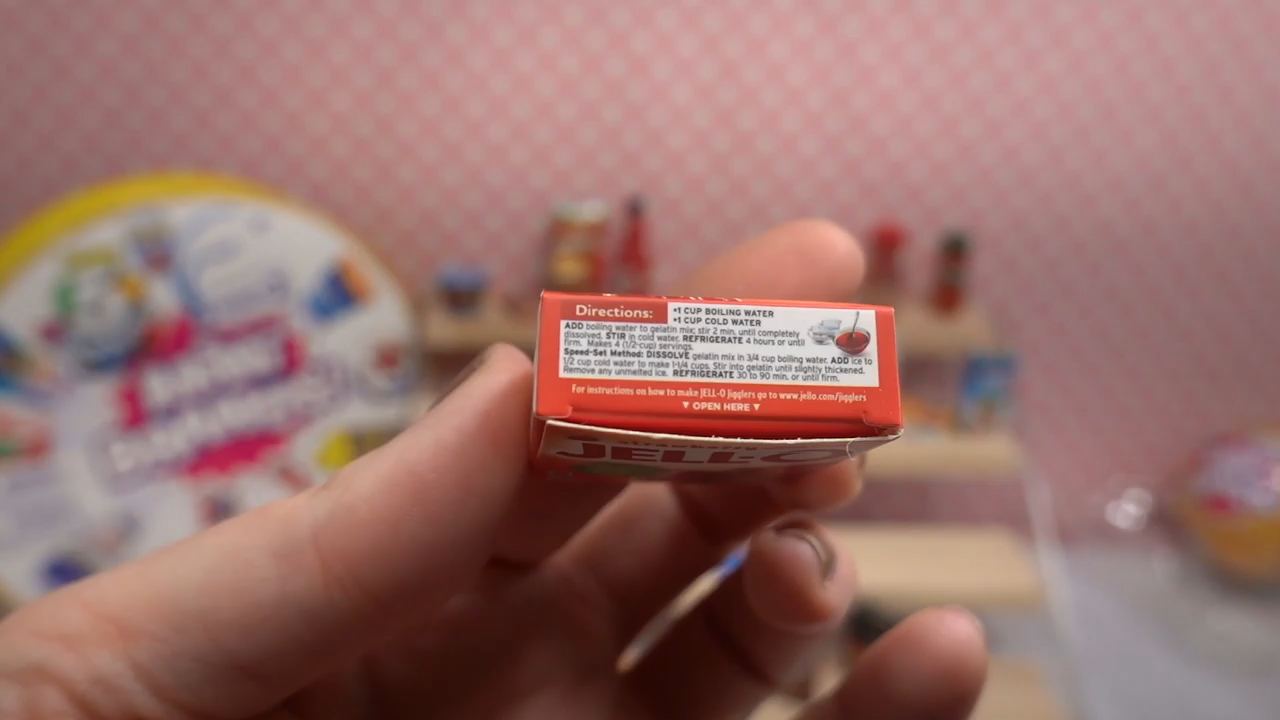 Directions:
•1 CUP BOILING WATER
•1 CUP COLD WATER
ADD boiling water to gelatin mix; stir 2 min. until completely
dissolved. STIR in cold water. REFRIGERATE 4 hours or until
firm. Makes 4 (1/2-cup) servings.
Speed-Set Method: DISSOLVE gelatin mix in 3/4 cup boiling water. ADD ice to
1/2 cup cold water to make 1-1/4 cups. Stir into gelatin until slightly thickened.
Remove any unmelted ice. REFRIGERATE 30 to 90 min. or until firm.
For instructions on how to make JELL-O Jigglers go to www.jello.com/jigglers
▼ OPEN HERE ▼
JELL-O